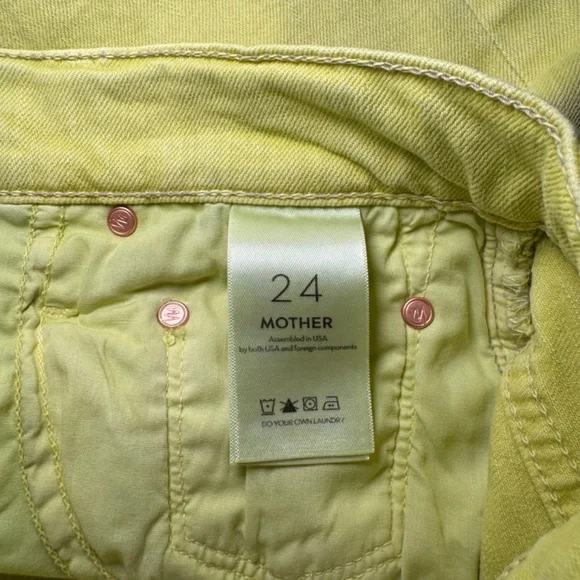 24
MOTHER
Assembled in USA
by both USA and foreign components
DO YOUR OWN LAUNDRY